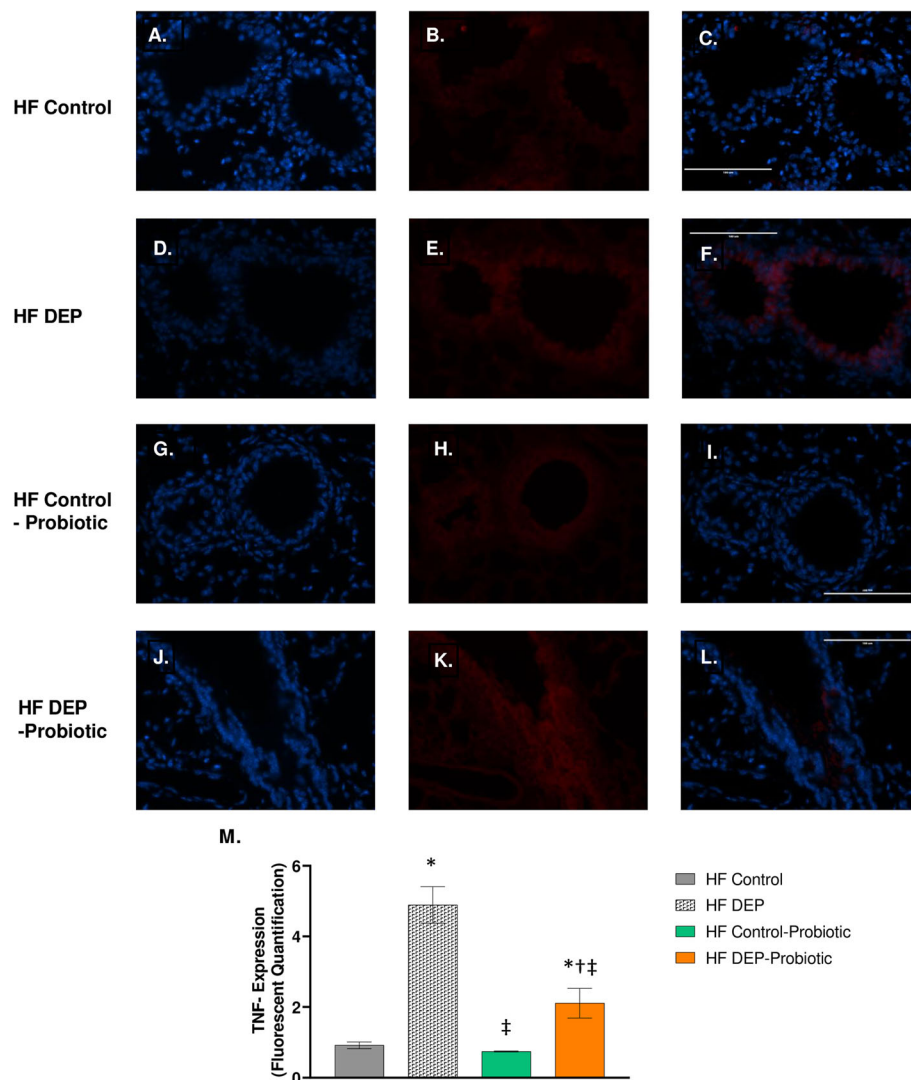 A. B. C.
HF Control
D. E. F.
HF DEP
G. H. I.
HF Control
- Probiotic
J. K. L.
HF DEP
-Probiotic
M.
TNF- Expression
(Fluorescent Quantification)
6
4
2
0
*
‡
*†‡
HF Control
HF DEP
HF Control-Probiotic
HF DEP-Probiotic